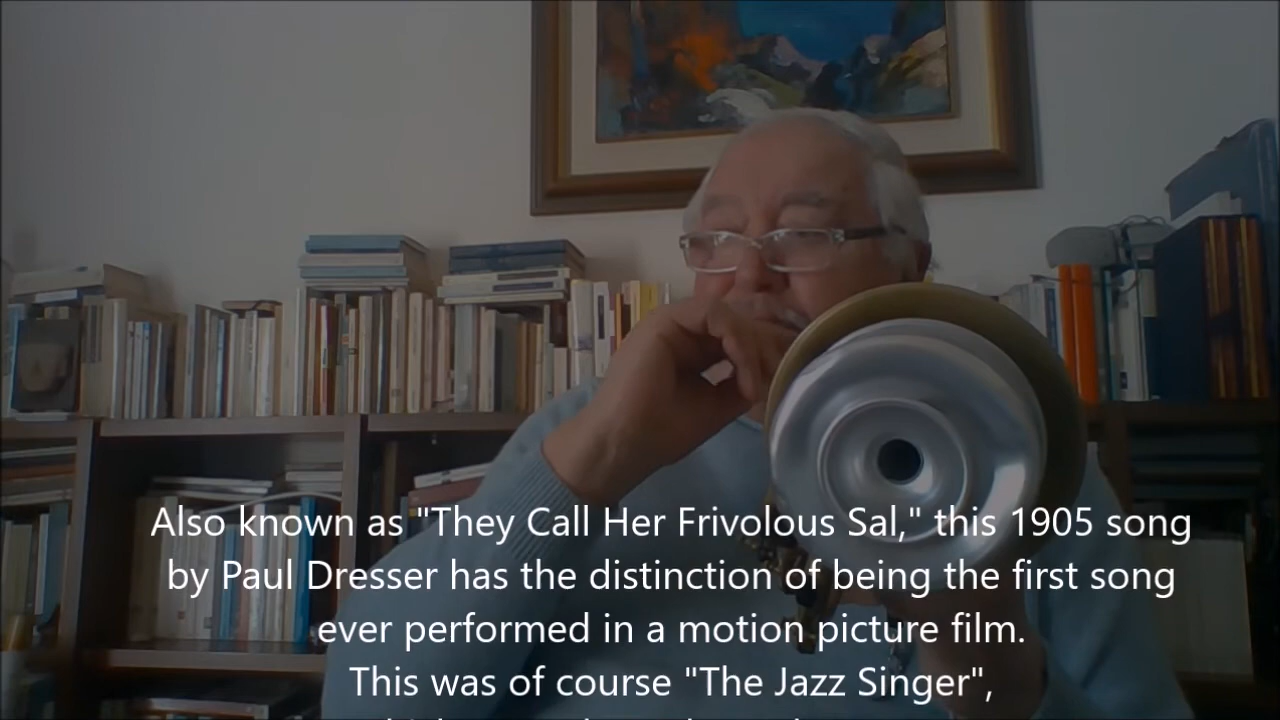 Also known as "They Call Her Frivolous Sal," this 1905 song
by Paul Dresser has the distinction of being the first song
ever performed in a motion picture film.
This was of course "The Jazz Singer",